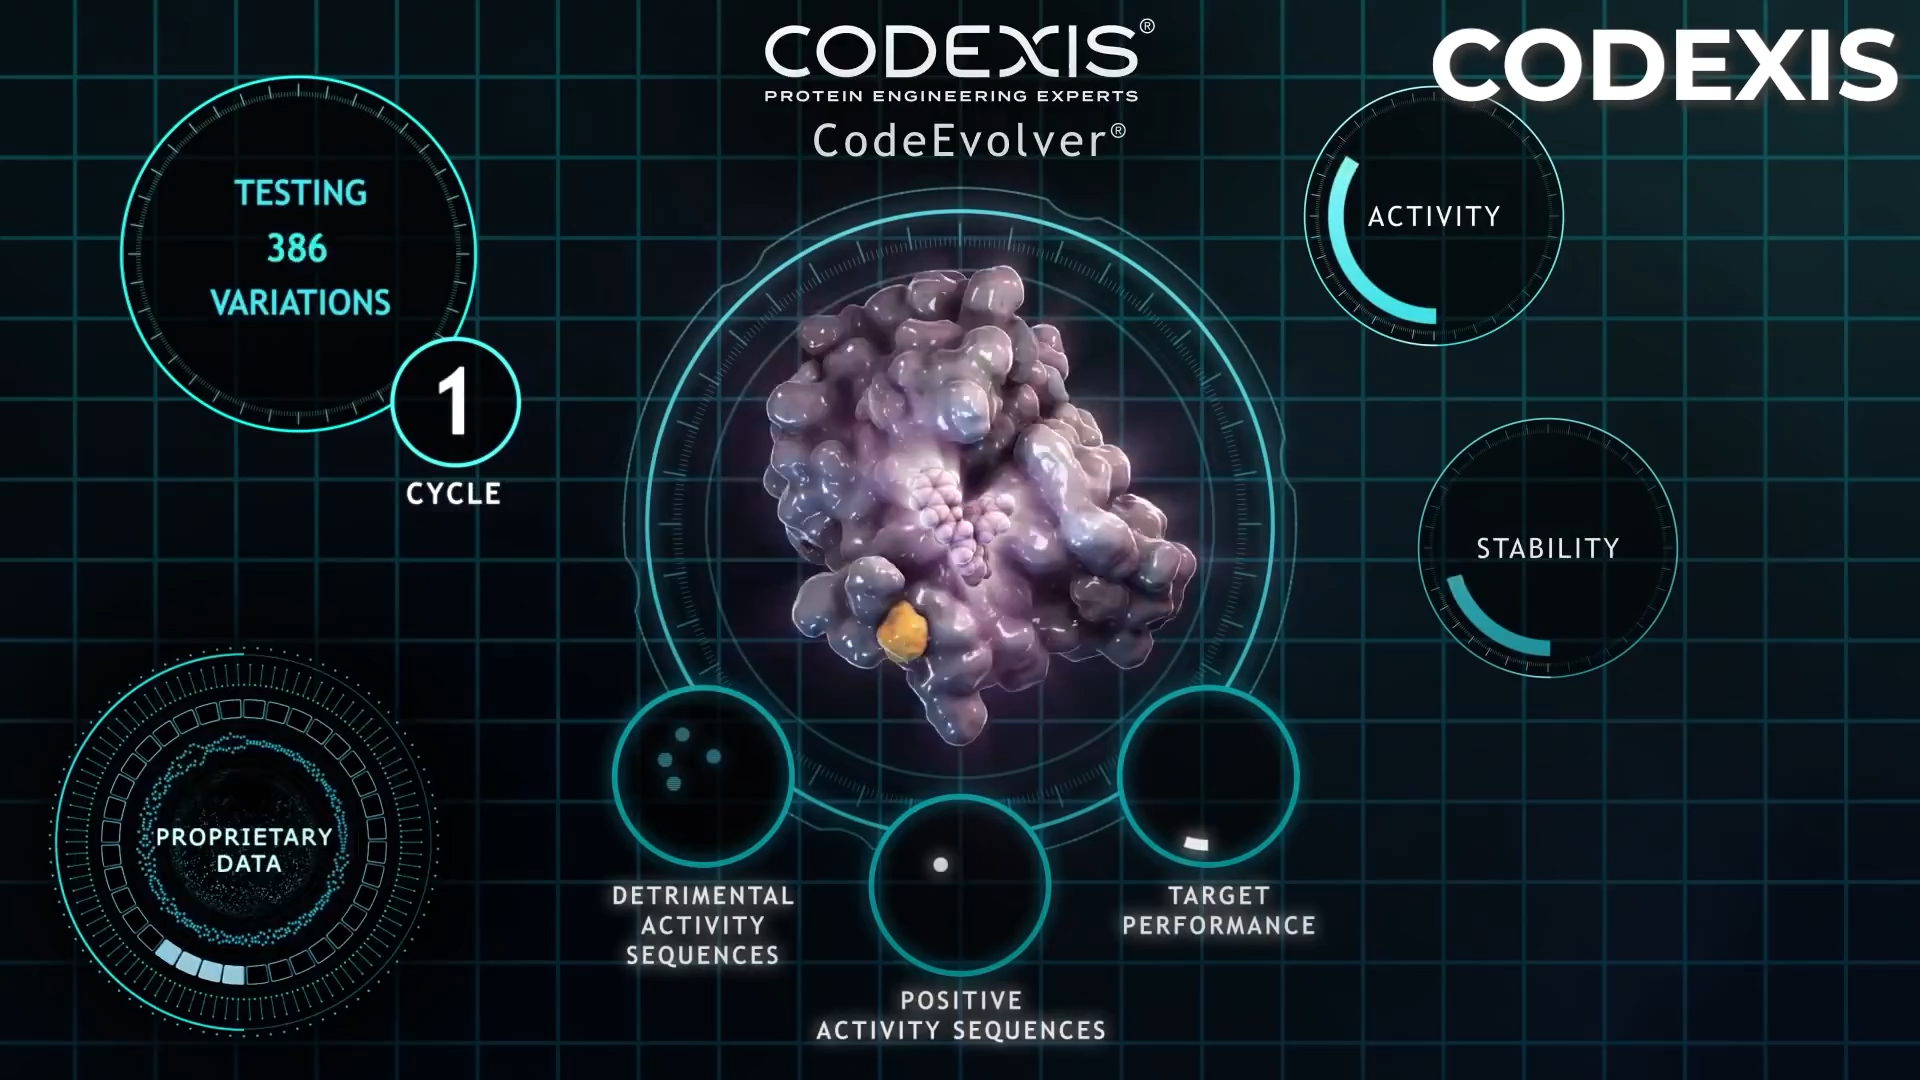 CODEXIS®
PROTEIN ENGINEERING EXPERTS
CodeEvolver®
CODEXIS
TESTING
386
VARIATIONS
1
CYCLE
ACTIVITY
STABILITY
PROPRIETARY
DATA
DETRIMENTAL
ACTIVITY
SEQUENCES
POSITIVE
ACTIVITY SEQUENCES
TARGET
PERFORMANCE